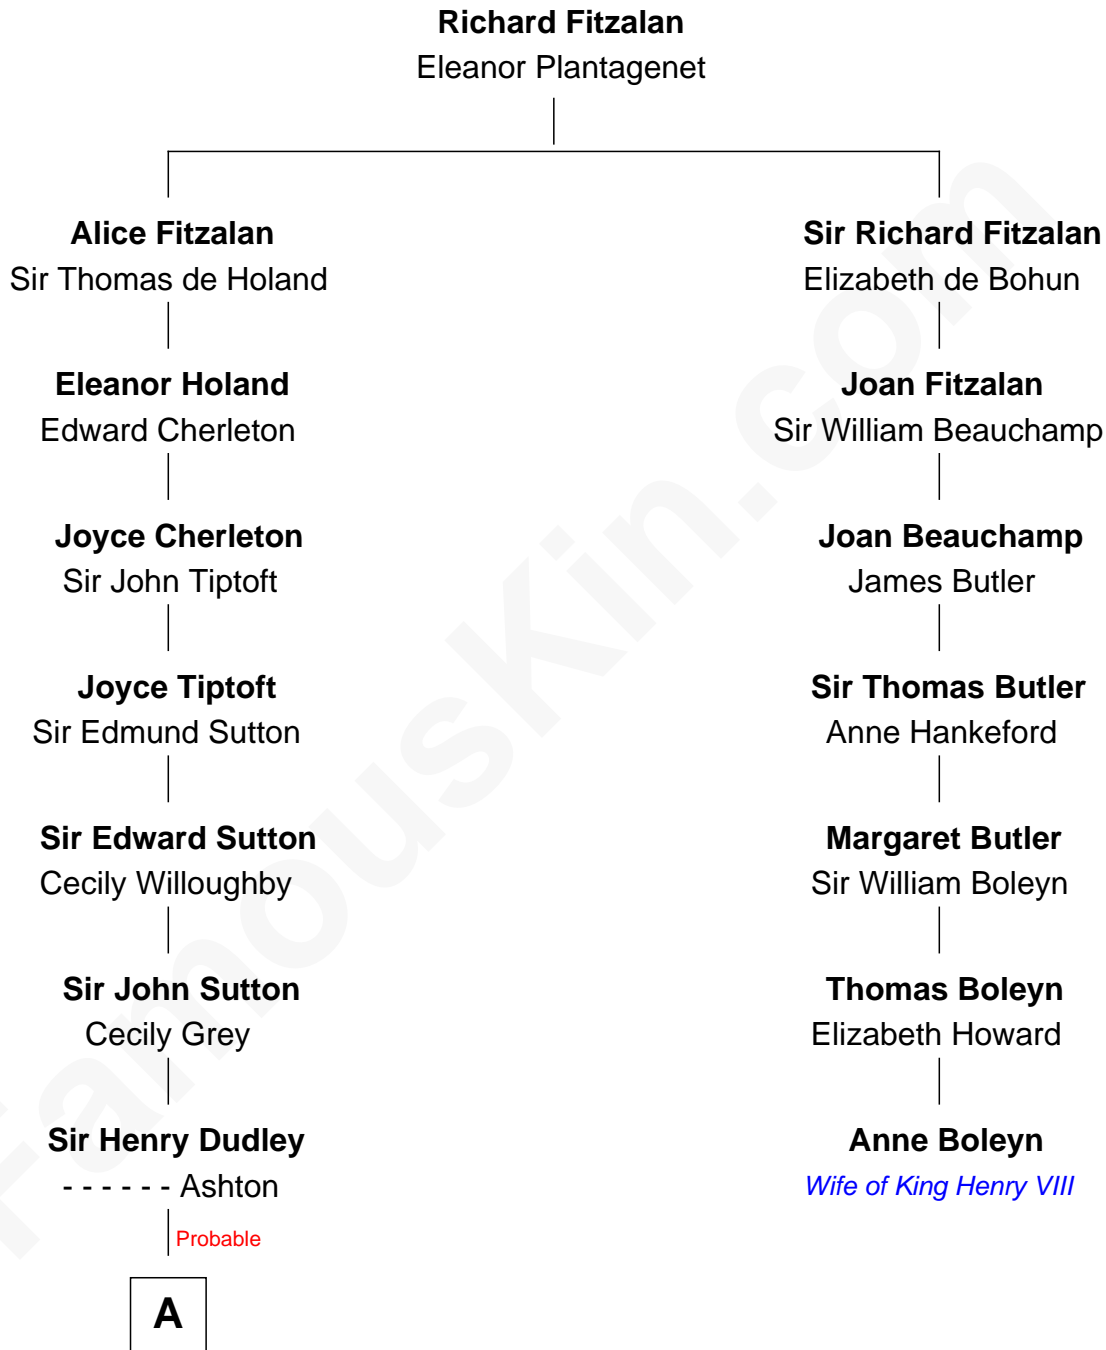 Richard Fitzalan
Eleanor Plantagenet
Alice Fitzalan
Sir Thomas de Holand
Sir Richard Fitzalan
Elizabeth de Bohun
Eleanor Holand
Edward Cherleton
Joan Fitzalan
Sir William Beauchamp
Joyce Cherleton
Sir John Tiptoft
Joan Beauchamp
James Butler
Joyce Tiptoft
Sir Edmund Sutton
Sir Thomas Butler
Anne Hankeford
Sir Edward Sutton
Cecily Willoughby
Margaret Butler
Sir William Boleyn
Sir John Sutton
Cecily Grey
Thomas Boleyn
Elizabeth Howard
Sir Henry Dudley
- - - - - - Ashton
Anne Boleyn
Wife of King Henry VIII
Probable
A
FamousKin.com